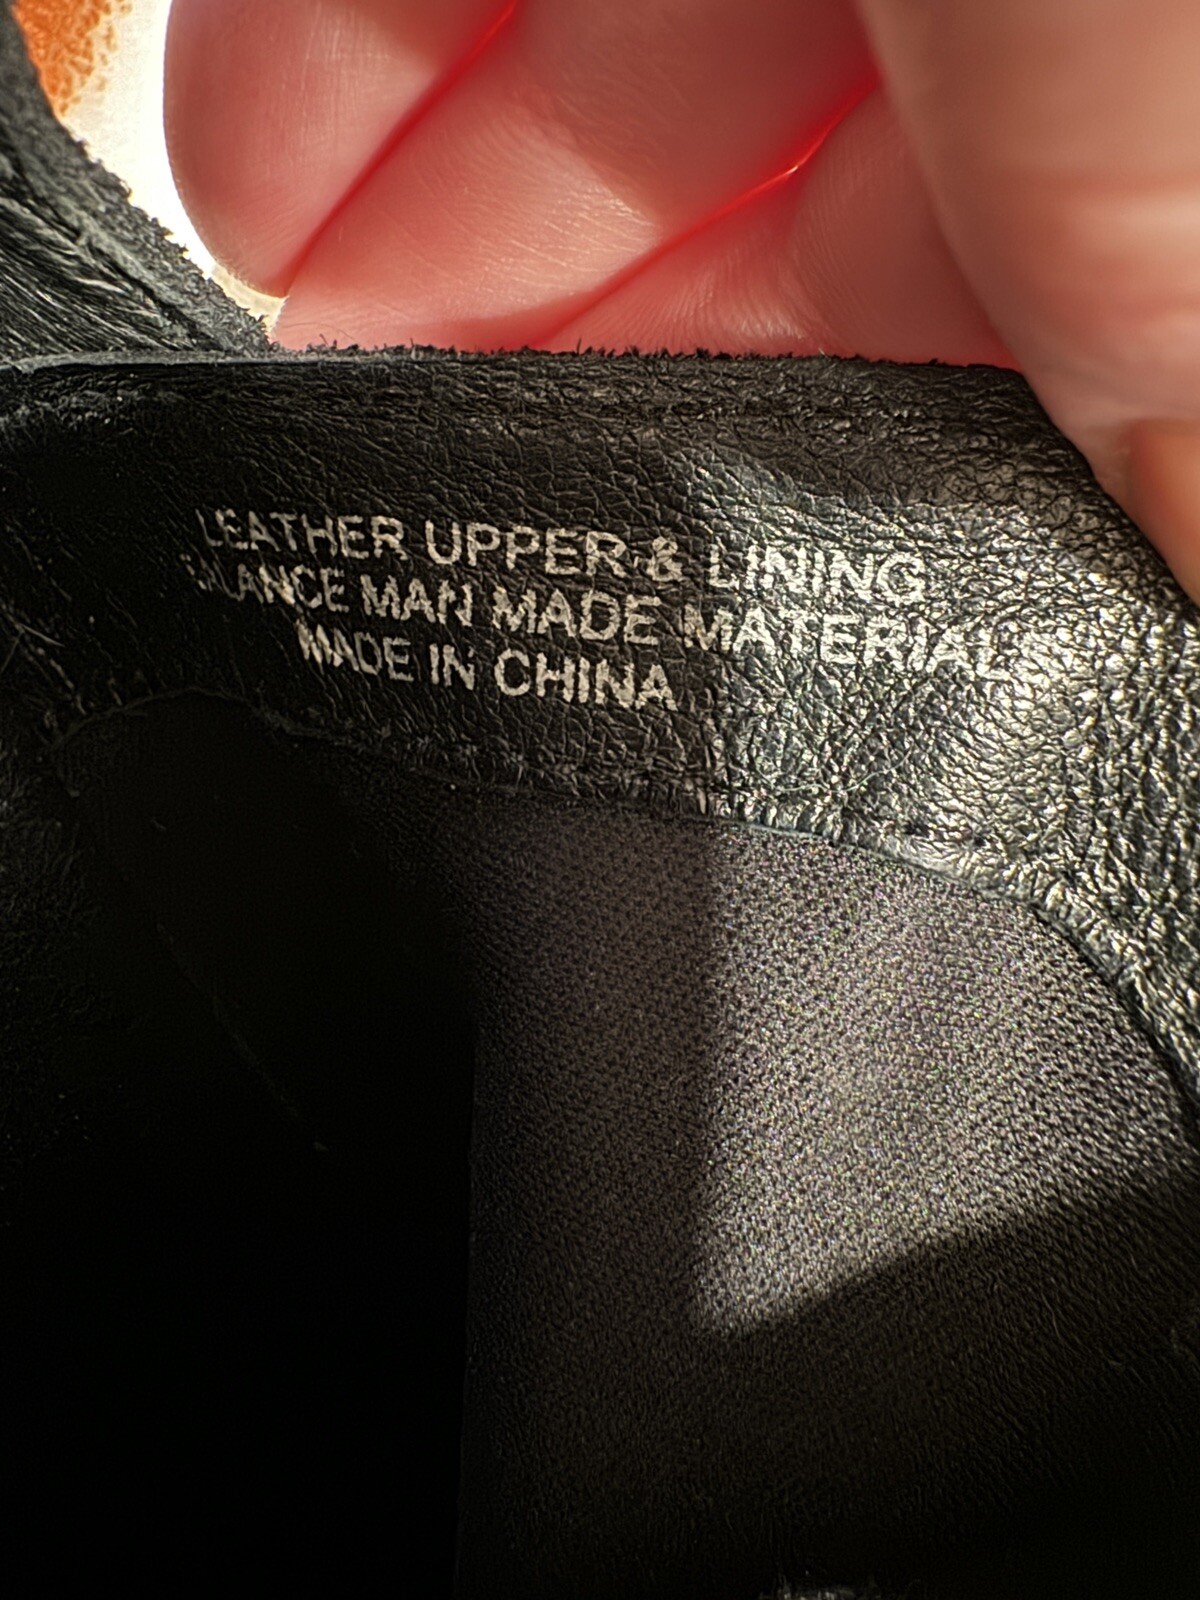 LEATHER UPPER & LINING
BALANCE MAN MADE MATERIAL
MADE IN CHINA